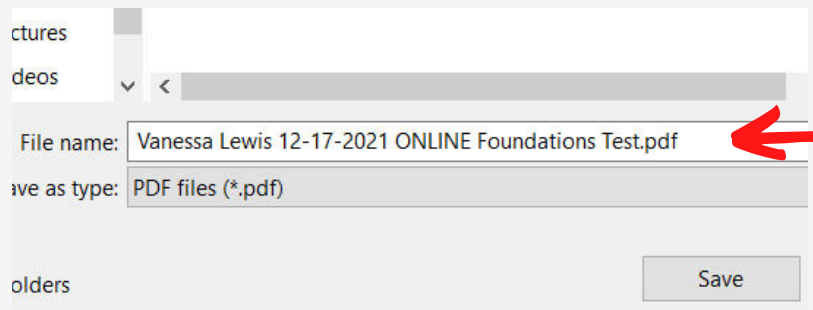 ctures
deos
File name: Vanessa Lewis 12-17-2021 ONLINE Foundations Test.pdf
ave as type: PDF files (*.pdf)
olders
Save